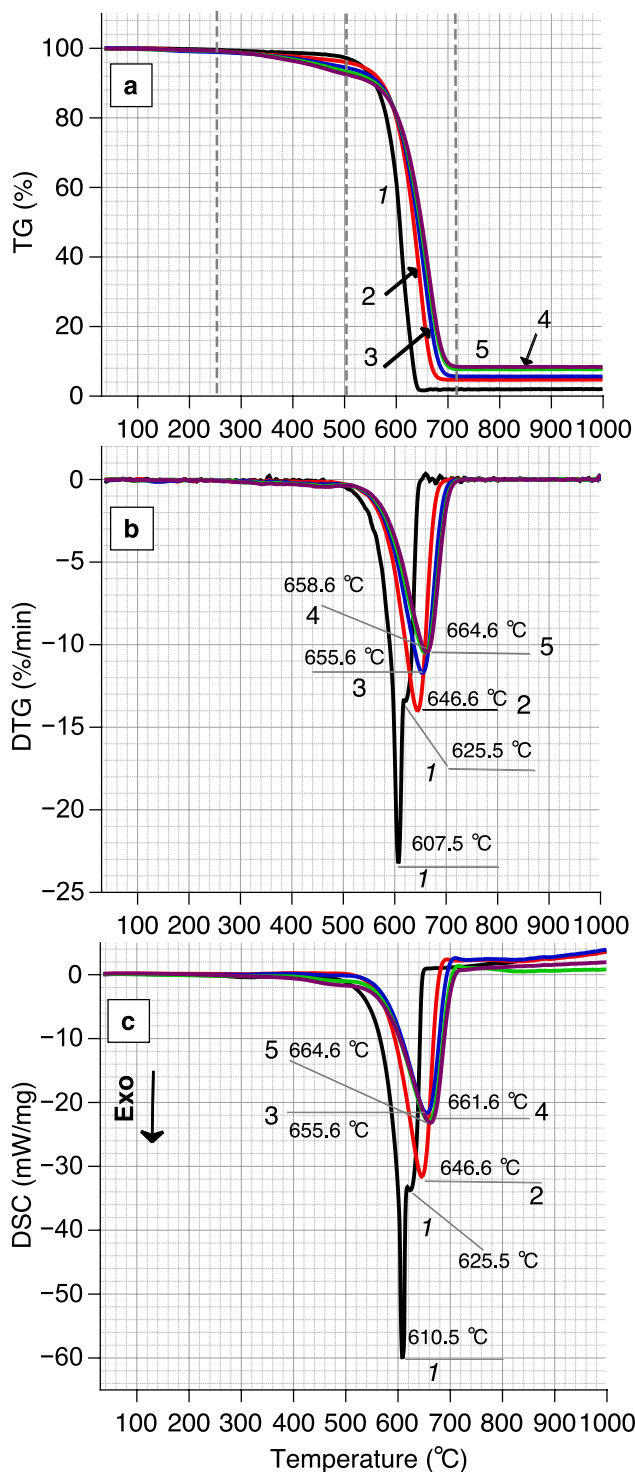 100
a
80
TG (%)
60
1
40
2
20
3
5
4
0
100 200 300 400 500 600 700 800 900 1000
0
b
−5
658.6 °C
4
−10
664.6 °C
5
655.6 °C
3
DTG (%/min)
646.6 °C
2
−15
625.5 °C
1
−20
607.5 °C
1
−25
100 200 300 400 500 600 700 800 900 1000
0
c
−10
5 664.6 °C
Exo
−20
3
661.6 °C
4
655.6 °C
DSC (mW/mg)
−30
646.6 °C
2
1
−40
625.5 °C
−50
610.5 °C
−60
1
100 200 300 400 500 600 700 800 900 1000
Temperature (°C)